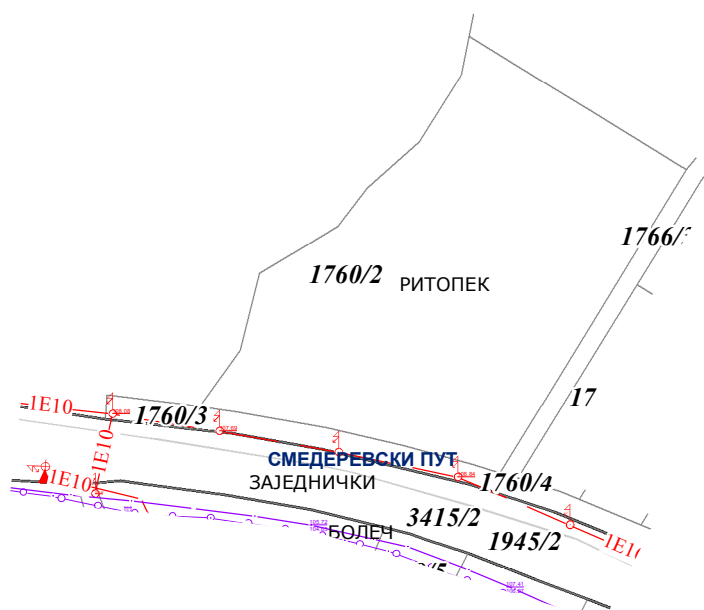 1766/
1760/2
РИТОПЕК
17
1E10
1760/3
1E10
СМЕДЕРЕВСКИ ПУТ
ЗАЈЕДНИЧКИ
1E10
1760/4
3415/2
БОЛЕЧ
1945/2
1E1
/5